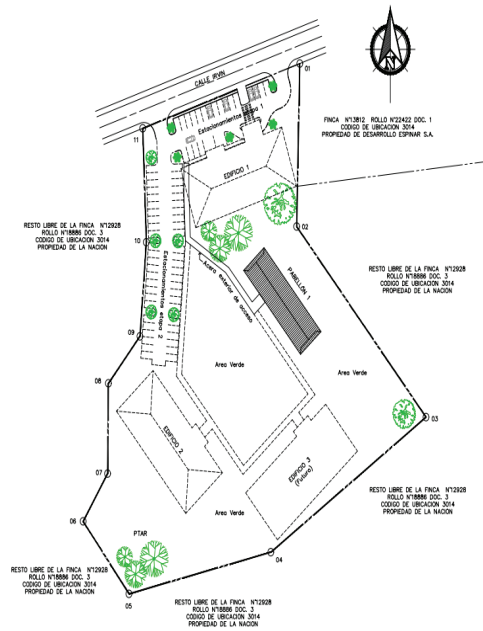 N
CALLE IRVIN
01
Estacionamientos etapa 1
FINCA N°13812 ROLLO N°22422 DOC. 1
CODIGO DE UBICACION 3014
PROPIEDAD DE DESARROLLO ESPINAR S.A.
11
EDIFICIO 1
02
RESTO LIBRE DE LA FINCA N°12928
ROLLO N°18886 DOC. 3
CODIGO DE UBICACION 3014
PROPIEDAD DE LA NACION
10
Estacionamientos etapa 2
Acera exterior de acceso
PABELLÓN 1
RESTO LIBRE DE LA FINCA N°12928
ROLLO N°18886 DOC. 3
CODIGO DE UBICACION 3014
PROPIEDAD DE LA NACION
09
Area Verde
Area Verde
08
03
EDIFICIO 2
EDIFICIO 3
(Futuro)
07
RESTO LIBRE DE LA FINCA N°12928
ROLLO N°18886 DOC. 3
CODIGO DE UBICACION 3014
PROPIEDAD DE LA NACION
06
Area Verde
PTAR
04
RESTO LIBRE DE LA FINCA N°12928
ROLLO N°18886 DOC. 3
CODIGO DE UBICACION 3014
PROPIEDAD DE LA NACION
05
RESTO LIBRE DE LA FINCA N°12928
ROLLO N°18886 DOC. 3
CODIGO DE UBICACION 3014
PROPIEDAD DE LA NACION